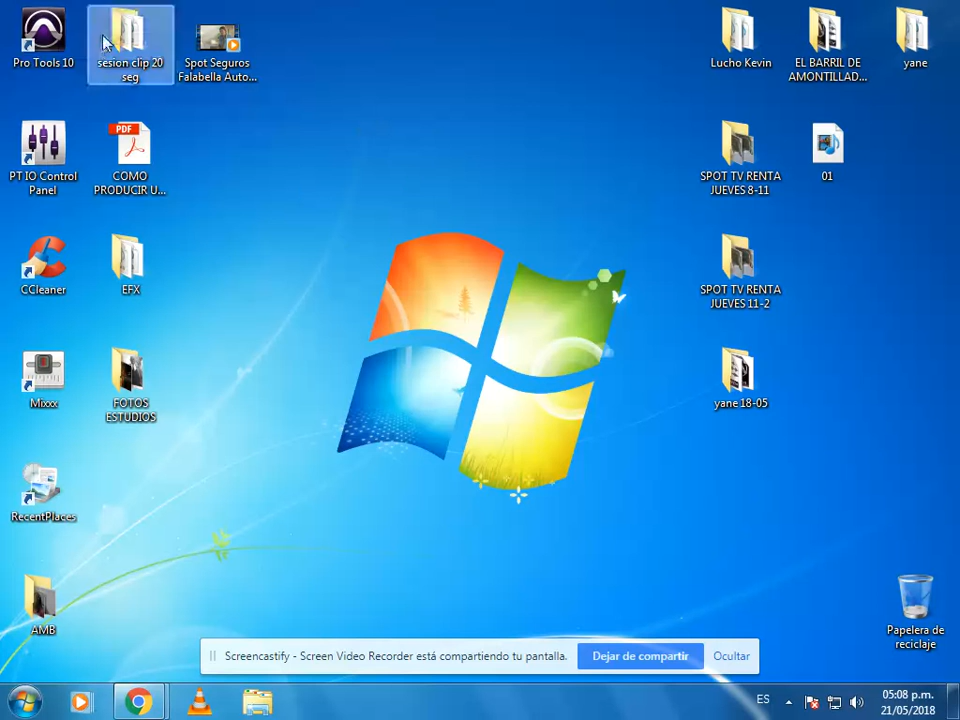 Pro Tools 10
sesion clip 20
seg
Spot Seguros
Falabella Auto...
Lucho Kevin
EL BARRIL DE
AMONTILLAD...
yane
PT IO Control
Panel
PDF
COMO
PRODUCIR U...
SPOT TV RENTA
JUEVES 8-11
01
CCleaner
EFX
SPOT TV RENTA
JUEVES 11-2
Mixxx
FOTOS
ESTUDIOS
yane 18-05
RecentPlaces
AMB
Papelera de
reciclaje
Screencastify - Screen Video Recorder está compartiendo tu pantalla.
Dejar de compartir
Ocultar
ES
05:08 p.m.
21/05/2018